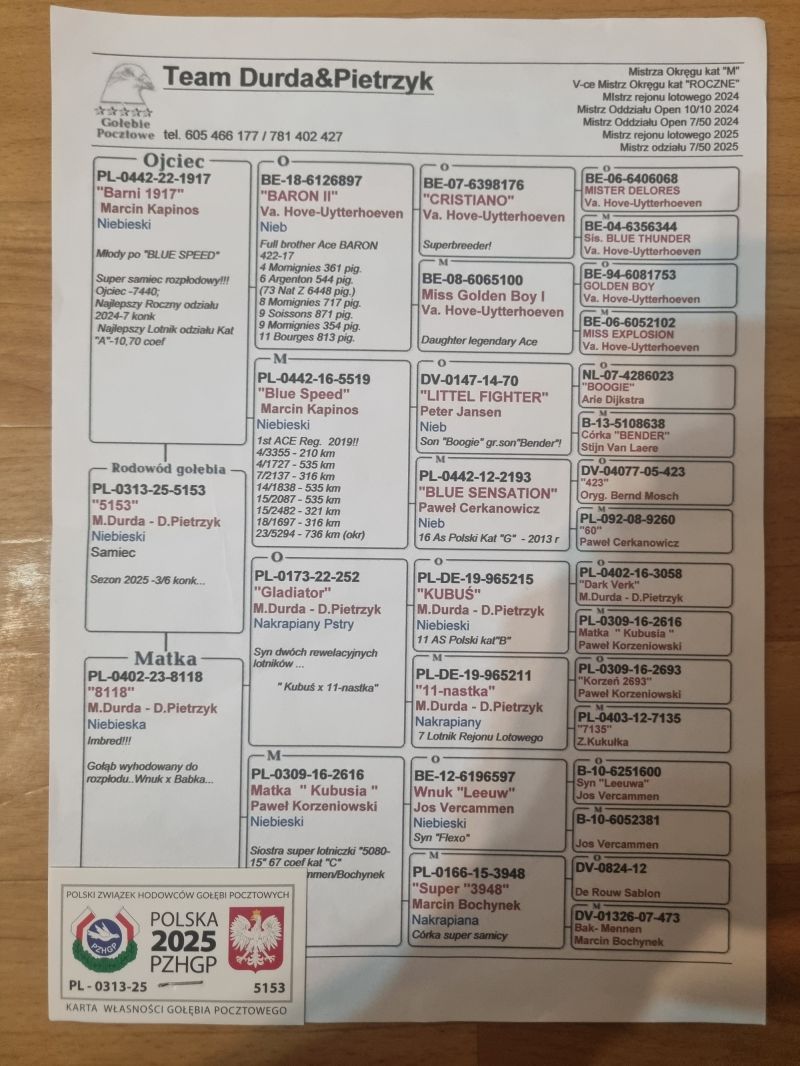 Team Durda&Pietrzyk
Gołębie
Pocztowe
tel. 605 466 177 / 781 402 427
Mistrza Okręgu kat "M"
V-ce Mistrz Okręgu kat "ROCZNE"
MIstrz rejonu lotowego 2024
Mistrz Oddziału Open 10/10 2024
Mistrz Oddziału Open 7/50 2024
Mistrz rejonu lotowego 2025
Mistrz odziału 7/50 2025
Ojciec
PL-0442-22-1917
"Barni 1917"
Marcin Kapinos
Niebieski
Młody po "BLUE SPEED"
Super samiec rozpłodowy!!!
Ojciec -7440;
Najlepszy Roczny odziału
2024-7 konk
Najlepszy Lotnik odziału Kat
"A"-10,70 coef
Rodowód gołębia
PL-0313-25-5153
"5153"
M.Durda - D.Pietrzyk
Niebieski
Samiec
Sezon 2025 -3/6 konk...
Matka
PL-0402-23-8118
"8118"
M.Durda - D.Pietrzyk
Niebieska
Imbred!!!
Gołąb wyhodowany do
rozpłodu..Wnuk x Babka...
O
BE-18-6126897
"BARON II"
Va. Hove-Uytterhoeven
Nieb
Full brother Ace BARON
422-17
4 Momignies 361 pig.
6 Argenton 544 pig.
(73 Nat Z 6448 pig.)
8 Momignies 717 pig.
9 Soissons 871 pig.
9 Momignies 354 pig.
11 Bourges 813 pig.
M
PL-0442-16-5519
"Blue Speed"
Marcin Kapinos
Niebieski
1st ACE Reg. 2019!!
4/3355 - 210 km
4/1727 - 535 km
7/2137 - 316 km
14/1838 - 535 km
15/2087 - 535 km
15/2482 - 321 km
18/1697 - 316 km
23/5294 - 736 km (okr)
O
PL-0173-22-252
"Gladiator"
M.Durda - D.Pietrzyk
Nakrapiany Pstry
Syn dwóch rewelacyjnych
lotników ...
" Kubuś x 11-nastka"
M
PL-0309-16-2616
Matka " Kubusia "
Paweł Korzeniowski
Niebieski
Siostra super lotniczki "5080-
15" 67 coef kat "C"
mmen/Bochynek
O
BE-07-6398176
"CRISTIANO"
Va. Hove-Uytterhoeven
Superbreeder!
M
BE-08-6065100
Miss Golden Boy I
Va. Hove-Uytterhoeven
Daughter legendary Ace
O
DV-0147-14-70
"LITTEL FIGHTER"
Peter Jansen
Nieb
Son "Boogie" gr.son"Bender"!
M
PL-0442-12-2193
"BLUE SENSATION"
Paweł Cerkanowicz
Nieb
16 As Polski Kat "G" - 2013 r
O
PL-DE-19-965215
"KUBUŚ"
M.Durda - D.Pietrzyk
Niebieski
11 AS Polski kat"B"
M
PL-DE-19-965211
"11-nastka"
M.Durda - D.Pietrzyk
Nakrapiany
7 Lotnik Rejonu Lotowego
O
BE-12-6196597
Wnuk "Leeuw"
Jos Vercammen
Niebieski
Syn "Flexo"
M
PL-0166-15-3948
"Super "3948"
Marcin Bochynek
Nakrapiana
Córka super samicy
O
BE-06-6406068
MISTER DELORES
Va. Hove-Uytterhoeven
M
BE-04-6356344
Sis. BLUE THUNDER
Va. Hove-Uytterhoeven
O
BE-94-6081753
GOLDEN BOY
Va. Hove-Uytterhoeven
M
BE-06-6052102
MISS EXPLOSION
Va. Hove-Uytterhoeven
O
NL-07-4286023
"BOOGIE"
Arie Dijkstra
M
B-13-5108638
Córka "BENDER"
Stijn Van Laere
O
DV-04077-05-423
"423"
Oryg. Bernd Mosch
M
PL-092-08-9260
"60"
Paweł Cerkanowicz
O
PL-0402-16-3058
"Dark Verk"
M.Durda - D.Pietrzyk
M
PL-0309-16-2616
Matka " Kubusia "
Paweł Korzeniowski
O
PL-0309-16-2693
"Korzeń 2693"
Paweł Korzeniowski
M
PL-0403-12-7135
"7135"
Z.Kukułka
O
B-10-6251600
Syn "Leeuwa"
Jos Vercammen
M
B-10-6052381
Jos Vercammen
O
DV-0824-12
De Rouw Sablon
M
DV-01326-07-473
Bak- Mennen
Marcin Bochynek
POLSKI ZWIĄZEK HODOWCÓW GOŁĘBI POCZTOWYCH
PZHGP
POLSKA
2025
PZHGP
PL - 0313-25
5153
KARTA WŁASNOŚCI GOŁĘBIA POCZTOWEGO